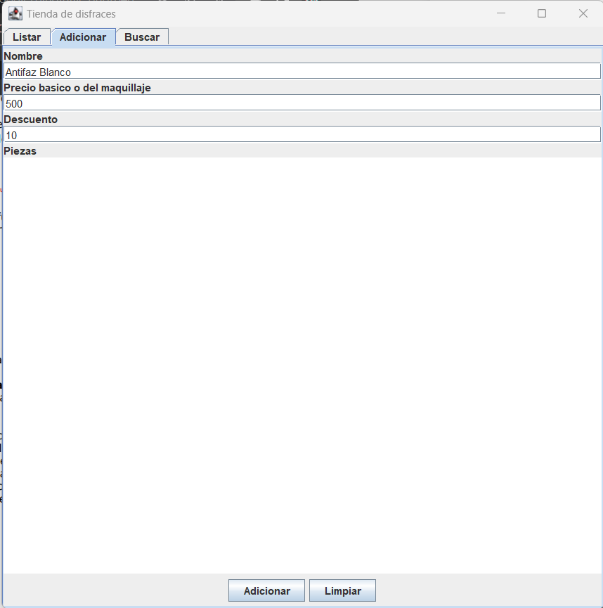 Tienda de disfraces
Listar Adicionar Buscar
Nombre
Antifaz Blanco
Precio basico o del maquillaje
500
Descuento
10
Piezas
Adicionar Limpiar